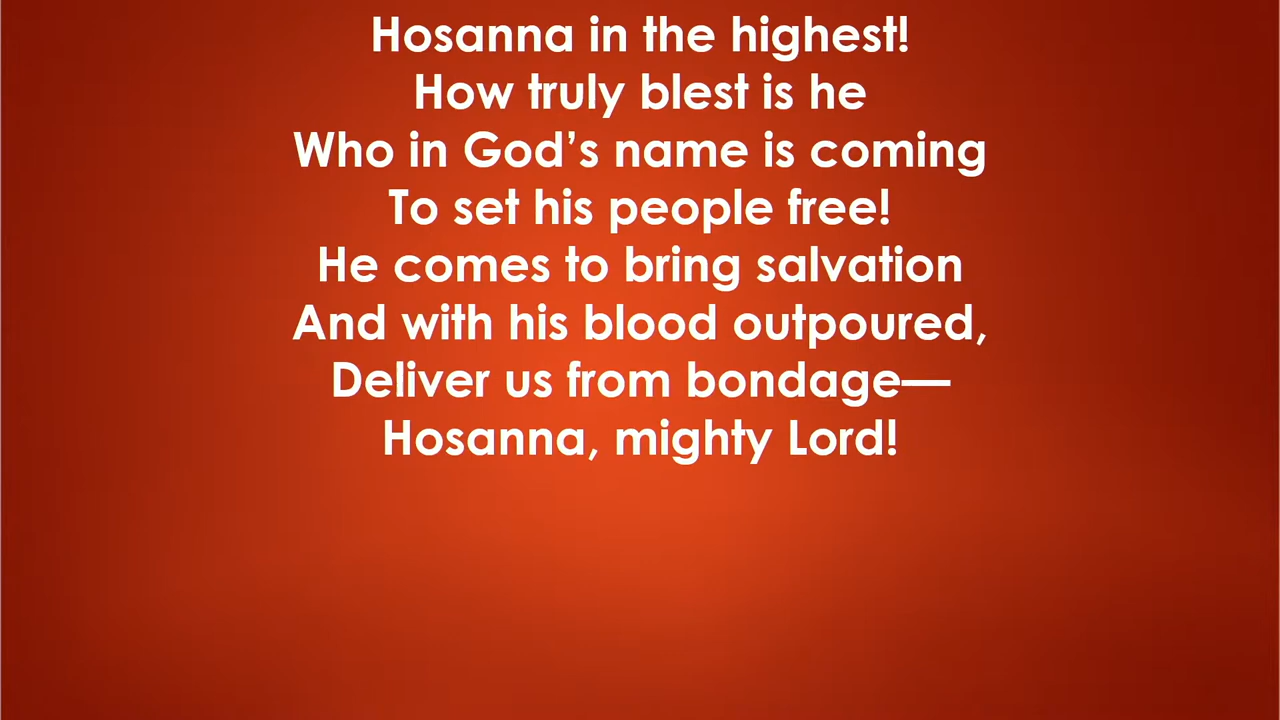 Hosanna in the highest!
How truly blest is he
Who in God’s name is coming
To set his people free!
He comes to bring salvation
And with his blood outpoured,
Deliver us from bondage—
Hosanna, mighty Lord!